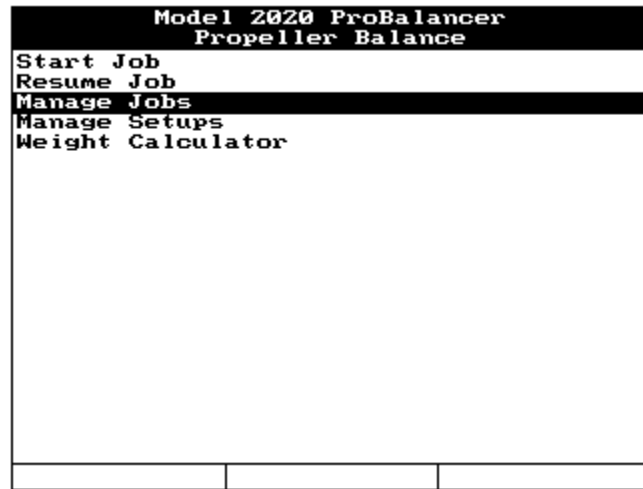 Model 2020 ProBalancer
Propeller Balance
Start Job
Resume Job
Manage Jobs
Manage Setups
Weight Calculator